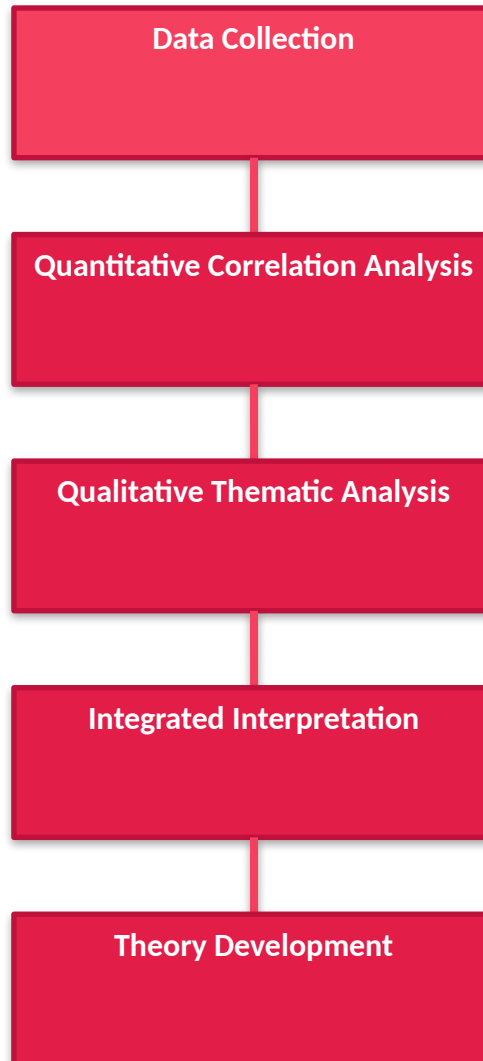 Data Collection
Quantitative Correlation Analysis
Qualitative Thematic Analysis
Integrated Interpretation
Theory Development